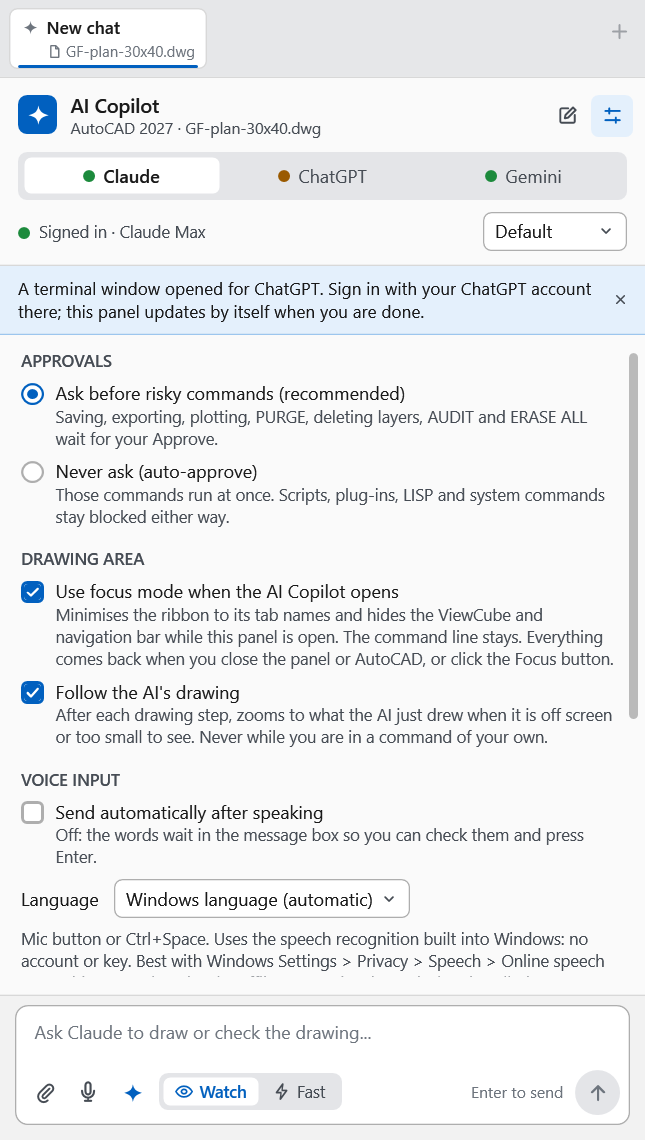 New chat
GF-plan-30x40.dwg
AI Copilot
AutoCAD 2027 · GF-plan-30x40.dwg
Claude
ChatGPT
Gemini
Signed in · Claude Max
Default
A terminal window opened for ChatGPT. Sign in with your ChatGPT account
there; this panel updates by itself when you are done.
APPROVALS
Ask before risky commands (recommended)
Saving, exporting, plotting, PURGE, deleting layers, AUDIT and ERASE ALL
wait for your Approve.
Never ask (auto-approve)
Those commands run at once. Scripts, plug-ins, LISP and system commands
stay blocked either way.
DRAWING AREA
Use focus mode when the AI Copilot opens
Minimises the ribbon to its tab names and hides the ViewCube and
navigation bar while this panel is open. The command line stays. Everything
comes back when you close the panel or AutoCAD, or click the Focus button.
Follow the AI's drawing
After each drawing step, zooms to what the AI just drew when it is off screen
or too small to see. Never while you are in a command of your own.
VOICE INPUT
Send automatically after speaking
Off: the words wait in the message box so you can check them and press
Enter.
Language
Windows language (automatic)
Mic button or Ctrl+Space. Uses the speech recognition built into Windows: no
account or key. Best with Windows Settings > Privacy > Speech > Online speech
Ask Claude to draw or check the drawing...
Watch
Fast
Enter to send